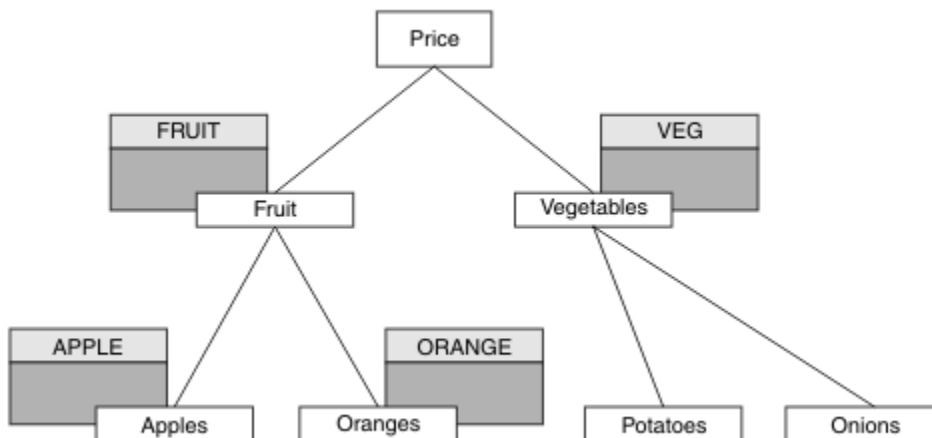 Price
FRUIT
VEG
Fruit
Vegetables
APPLE
ORANGE
Apples
Oranges
Potatoes
Onions